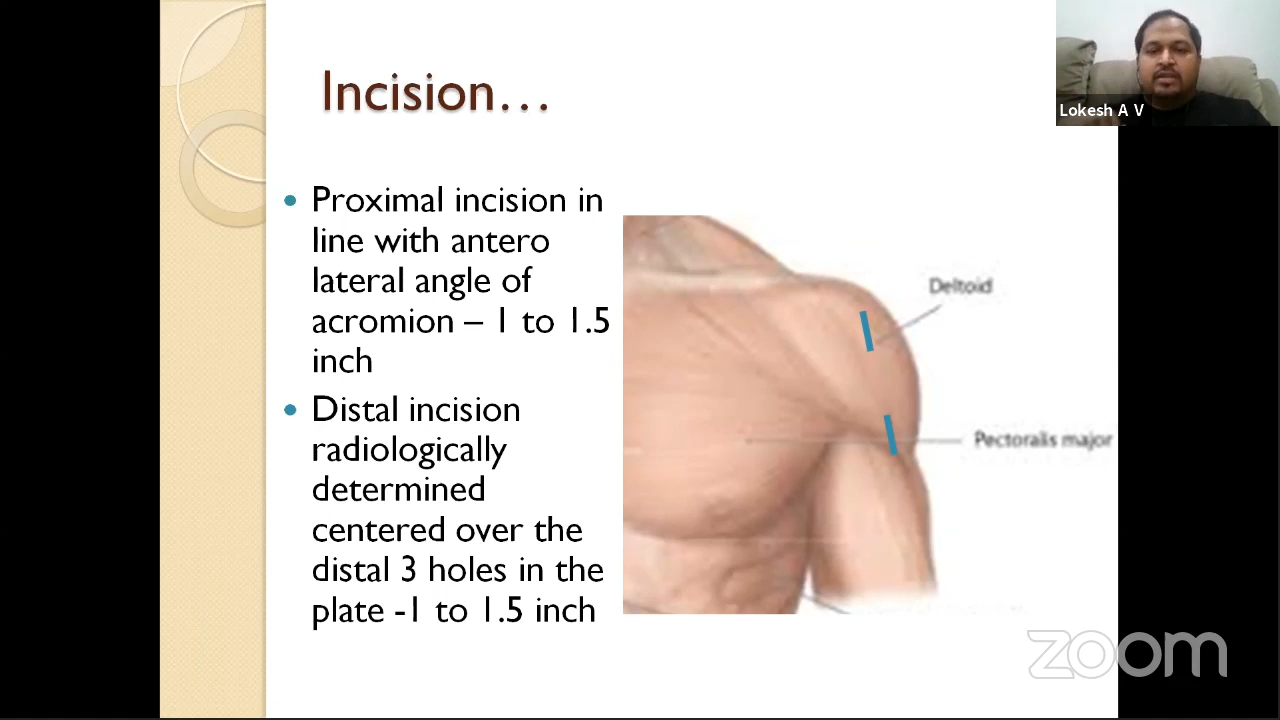 Incision…
Lokesh A V
• Proximal incision in
line with antero
lateral angle of
acromion – 1 to 1.5
inch
• Distal incision
radiologically
determined
centered over the
distal 3 holes in the
plate -1 to 1.5 inch
Deltoid
Pectoralis major
zoom